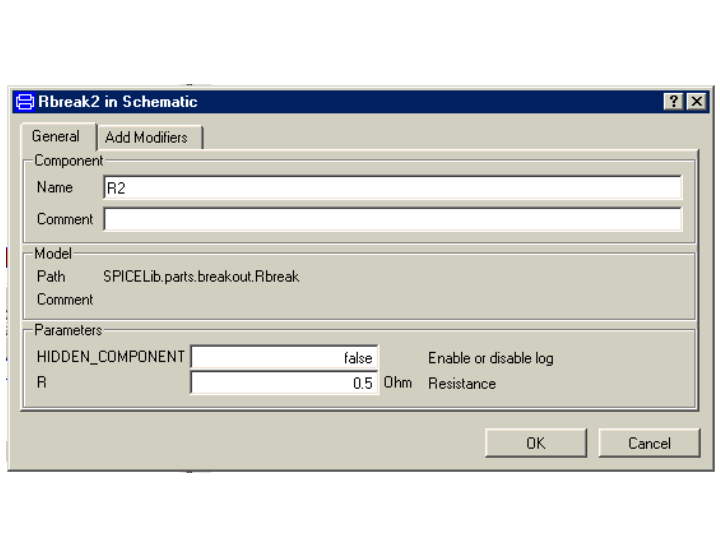 Rbreak2 in Schematic
General Add Modifiers
Component
Name R2
Comment
Model
Path SPICELib.parts.breakout.Rbreak
Comment
Parameters
HIDDEN_COMPONENT false Enable or disable log
R 0.5 Ohm Resistance
OK Cancel